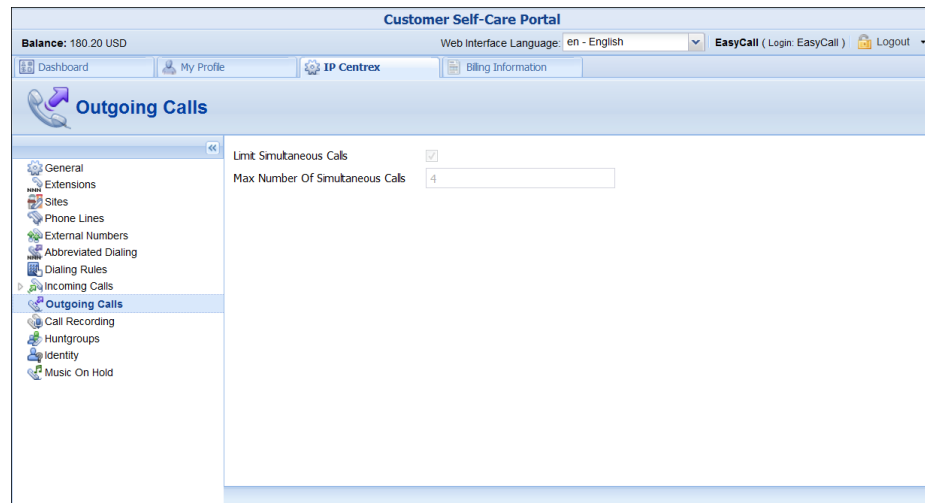 Customer Self-Care Portal
Balance: 180.20 USD Web Interface Language: en - English EasyCall ( Login: EasyCall ) Logout
Dashboard My Profile IP Centrex Billing Information
Outgoing Calls
General
Extensions
Sites
Phone Lines
External Numbers
Abbreviated Dialing
Dialing Rules
Incoming Calls
Outgoing Calls
Call Recording
Huntgroups
Identity
Music On Hold
Limit Simultaneous Calls
Max Number Of Simultaneous Calls 4